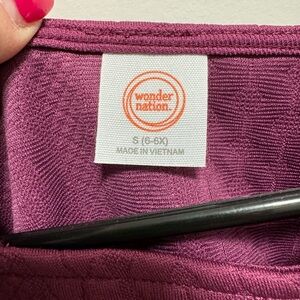 wonder
nation.
S (6-6X)
MADE IN VIETNAM